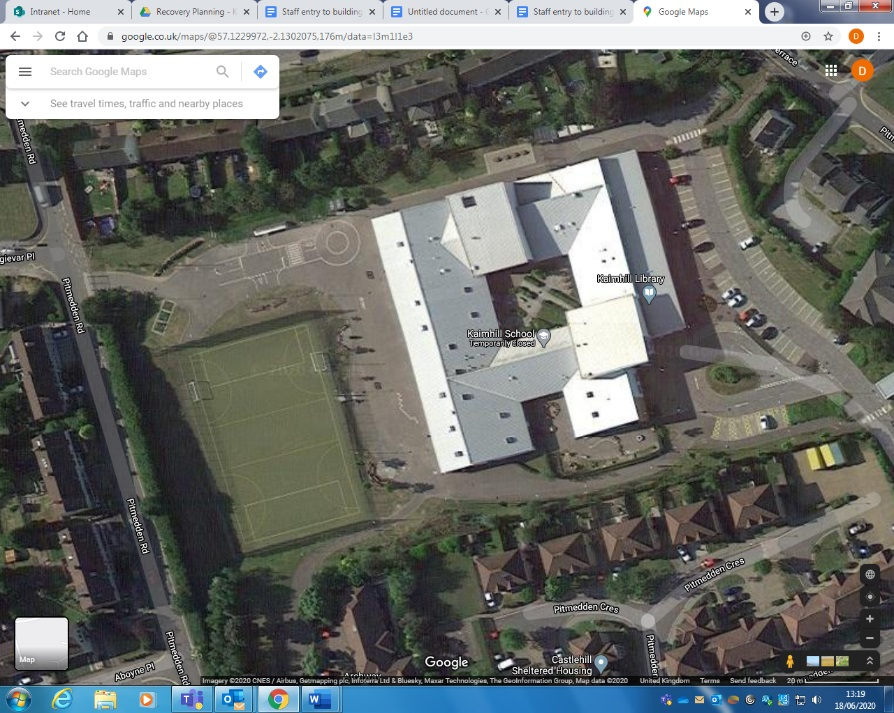 Intranet - Home
Recovery Planning - K
Staff entry to building
Untitled document - G
Staff entry to building
Google Maps
google.co.uk/maps/@57.1229972,-2.1302075,176m/data=!3m1!1e3
D
Search Google Maps
D
See travel times, traffic and nearby places
Pitmedden Rd
Pitmedden Rd
Kaimhill Library
Kaimhill School
Temporarily closed
Pitmedden Rd
Pitmedden Cres
Pitmedden Cres
Pitmedden
Castlehill
Sheltered Housing
Map
Aboyne Pl
Pitmedden Rd
Google
Imagery ©2020 CNES / Airbus, Getmapping plc, Infoterra Ltd & Bluesky, Maxar Technologies, The GeoInformation Group, Map data ©2020 United Kingdom Terms Send feedback 20 m
13:19
18/06/2020